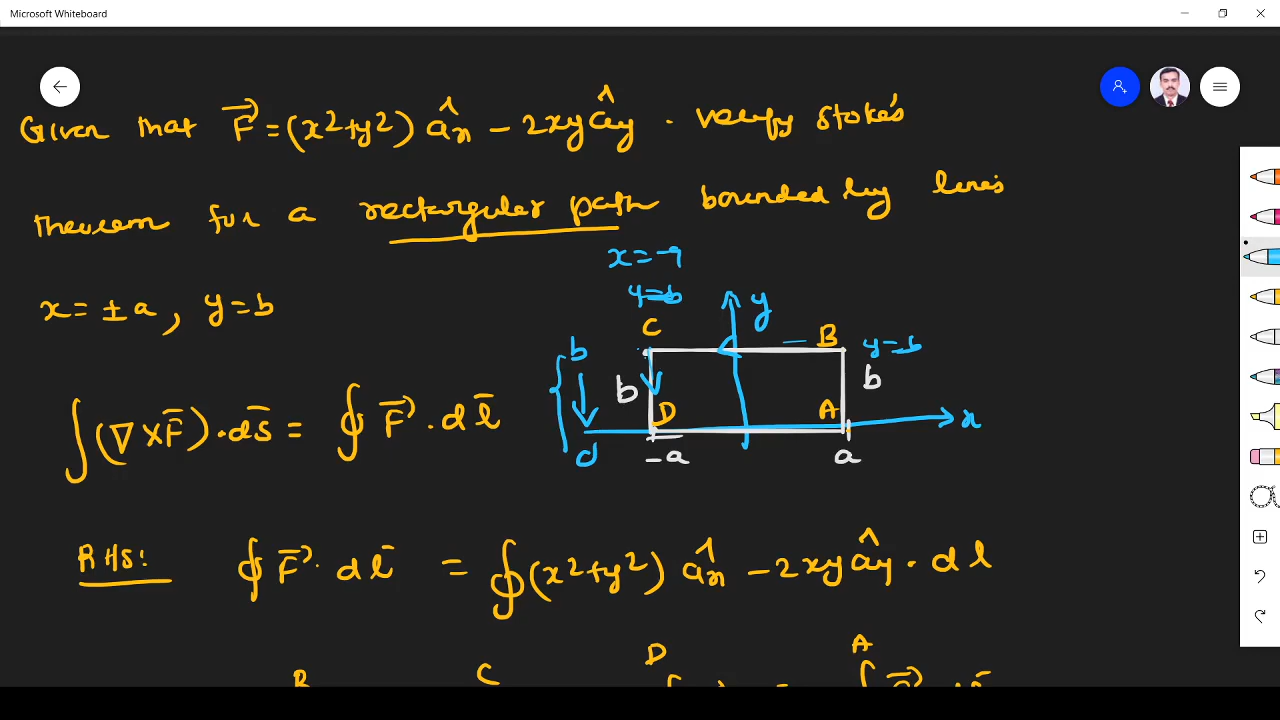 Microsoft Whiteboard
Given that F⃗ = (x²+y²) âx − 2xy ây . verify stoke's
theorem for a rectangular path bounded by lines
x = ± a , y = b
x = −a
y = b
C
y
B
y = b
b
b
b
D
A
x
d
−a
a
∫ (∇ × F̄) · ds̄ = ∮ F⃗ · dl̄
RHS: ∮ F⃗ · dl̄ = ∮ (x²+y²) âx − 2xy ây · dl
B C D A